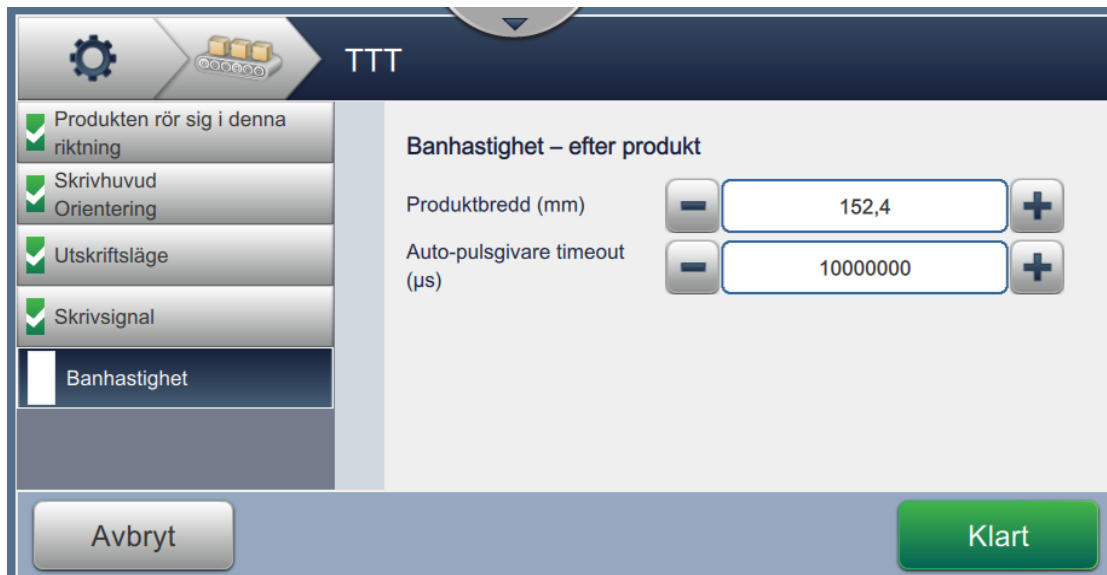 TTT
Produkten rör sig i denna
riktning
Skrivhuvud
Orientering
Utskriftsläge
Skrivsignal
Banhastighet
Banhastighet – efter produkt
Produktbredd (mm)
152,4
Auto-pulsgivare timeout
(µs)
10000000
Avbryt
Klart